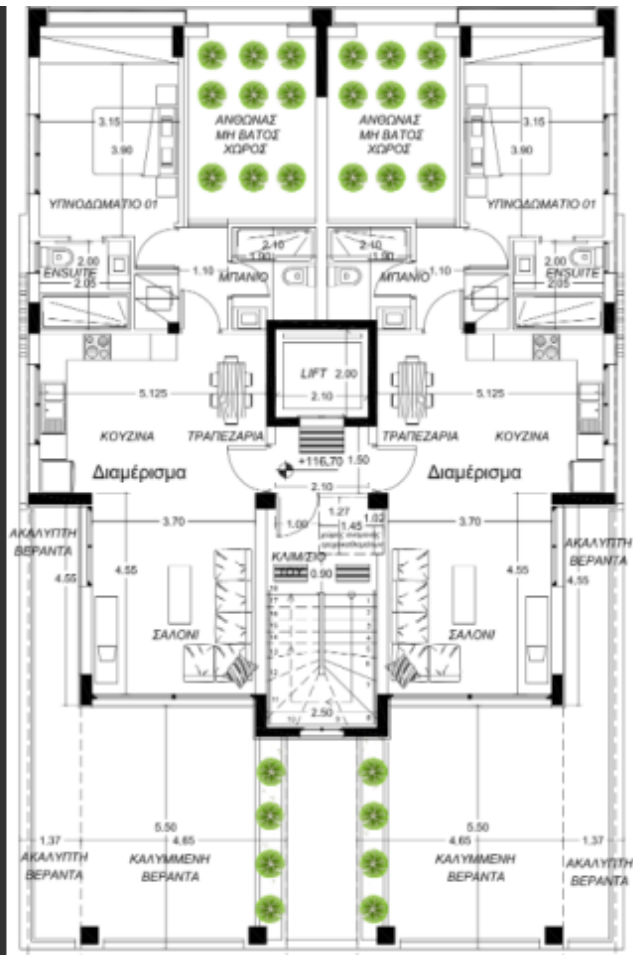 ΑΝΘΩΝΑΣ
ΜΗ ΒΑΤΟΣ
ΧΩΡΟΣ
ΑΝΘΩΝΑΣ
ΜΗ ΒΑΤΟΣ
ΧΩΡΟΣ
3.15
3.90
3.15
3.90
ΥΠΝΟΔΩΜΑΤΙΟ 01
ΥΠΝΟΔΩΜΑΤΙΟ 01
2.10
1.90
2.10
1.90
2.00
ENSUITE
2.05
1.10
ΜΠΑΝΙΟ
ΜΠΑΝΙΟ
1.10
2.00
ENSUITE
2.05
LIFT 2.00
2.10
5.125
5.125
ΚΟΥΖΙΝΑ
ΤΡΑΠΕΖΑΡΙΑ
ΤΡΑΠΕΖΑΡΙΑ
ΚΟΥΖΙΝΑ
+116.70
1.50
Διαμέρισμα
Διαμέρισμα
2.10
1.00
1.27
1.45
1.02
3.70
3.70
ΑΚΑΛΥΠΤΗ
ΒΕΡΑΝΤΑ
ΑΚΑΛΥΠΤΗ
ΒΕΡΑΝΤΑ
4.55
4.55
4.55
4.55
ΚΛΙΜ/ΣΙΟ
0.90
ΣΑΛΟΝΙ
ΣΑΛΟΝΙ
2.50
5.50
4.65
5.50
4.65
1.37
ΑΚΑΛΥΠΤΗ
ΒΕΡΑΝΤΑ
ΚΑΛΥΜΜΕΝΗ
ΒΕΡΑΝΤΑ
ΚΑΛΥΜΜΕΝΗ
ΒΕΡΑΝΤΑ
1.37
ΑΚΑΛΥΠΤΗ
ΒΕΡΑΝΤΑ